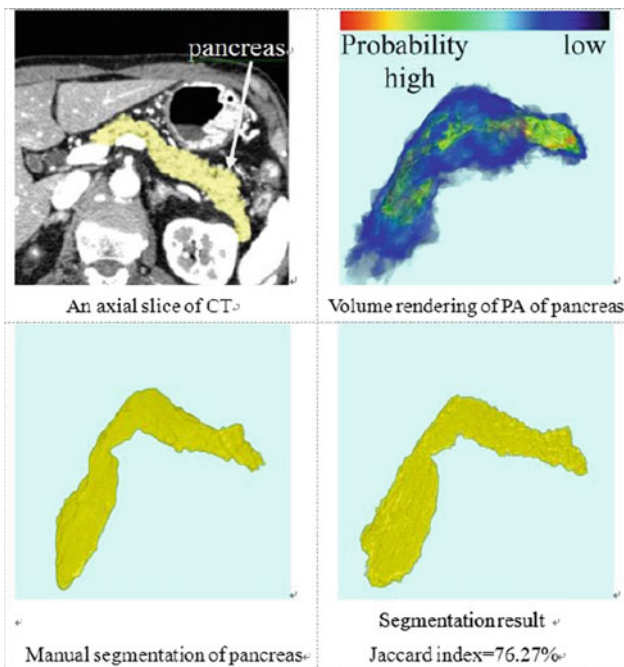 pancreas
Probability low
high
An axial slice of CT
Volume rendering of PA of pancreas
Manual segmentation of pancreas
Segmentation result
Jaccard index=76.27%